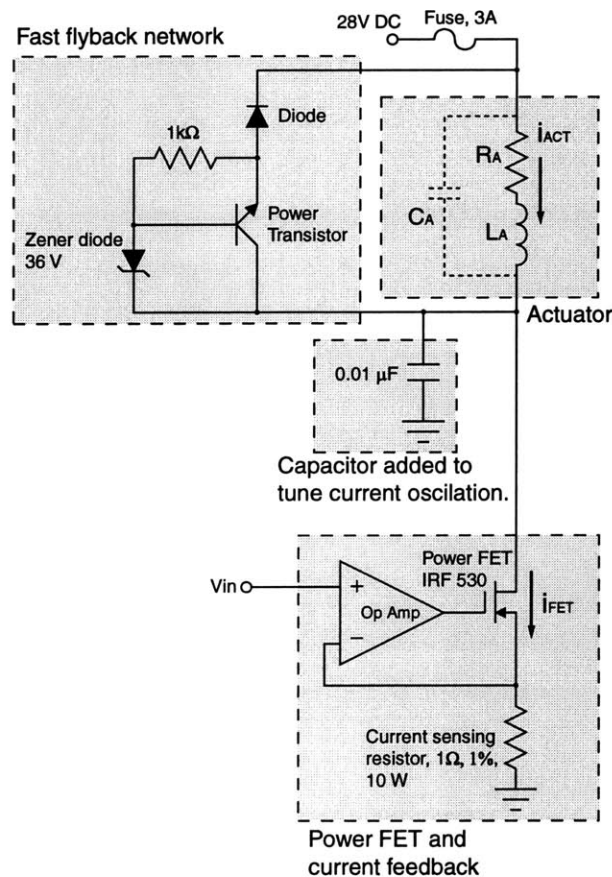 Fast flyback network
28V DC
Fuse, 3A
Diode
1kΩ
Power
Transistor
Zener diode
36 V
RA
iACT
CA
LA
Actuator
0.01 µF
Capacitor added to
tune current oscilation.
Power FET
IRF 530
Vin
+
Op Amp
−
iFET
Current sensing
resistor, 1Ω, 1%,
10 W
Power FET and
current feedback